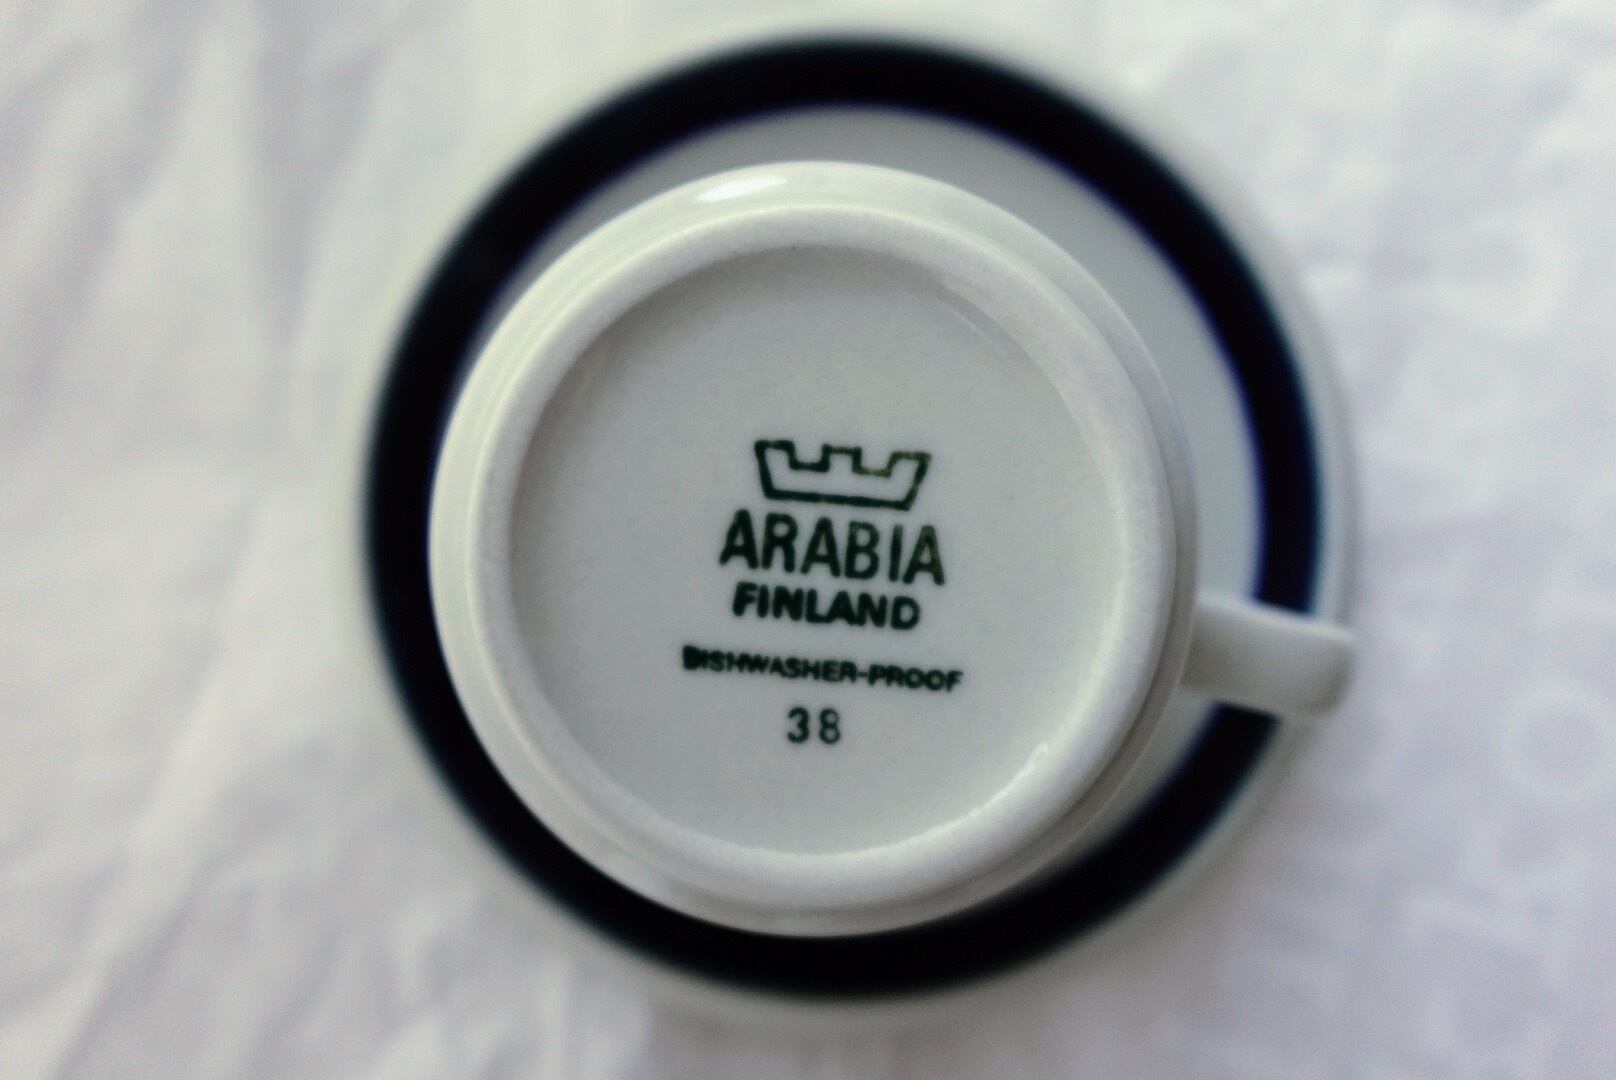 ARABIA
FINLAND
DISHWASHER-PROOF
38